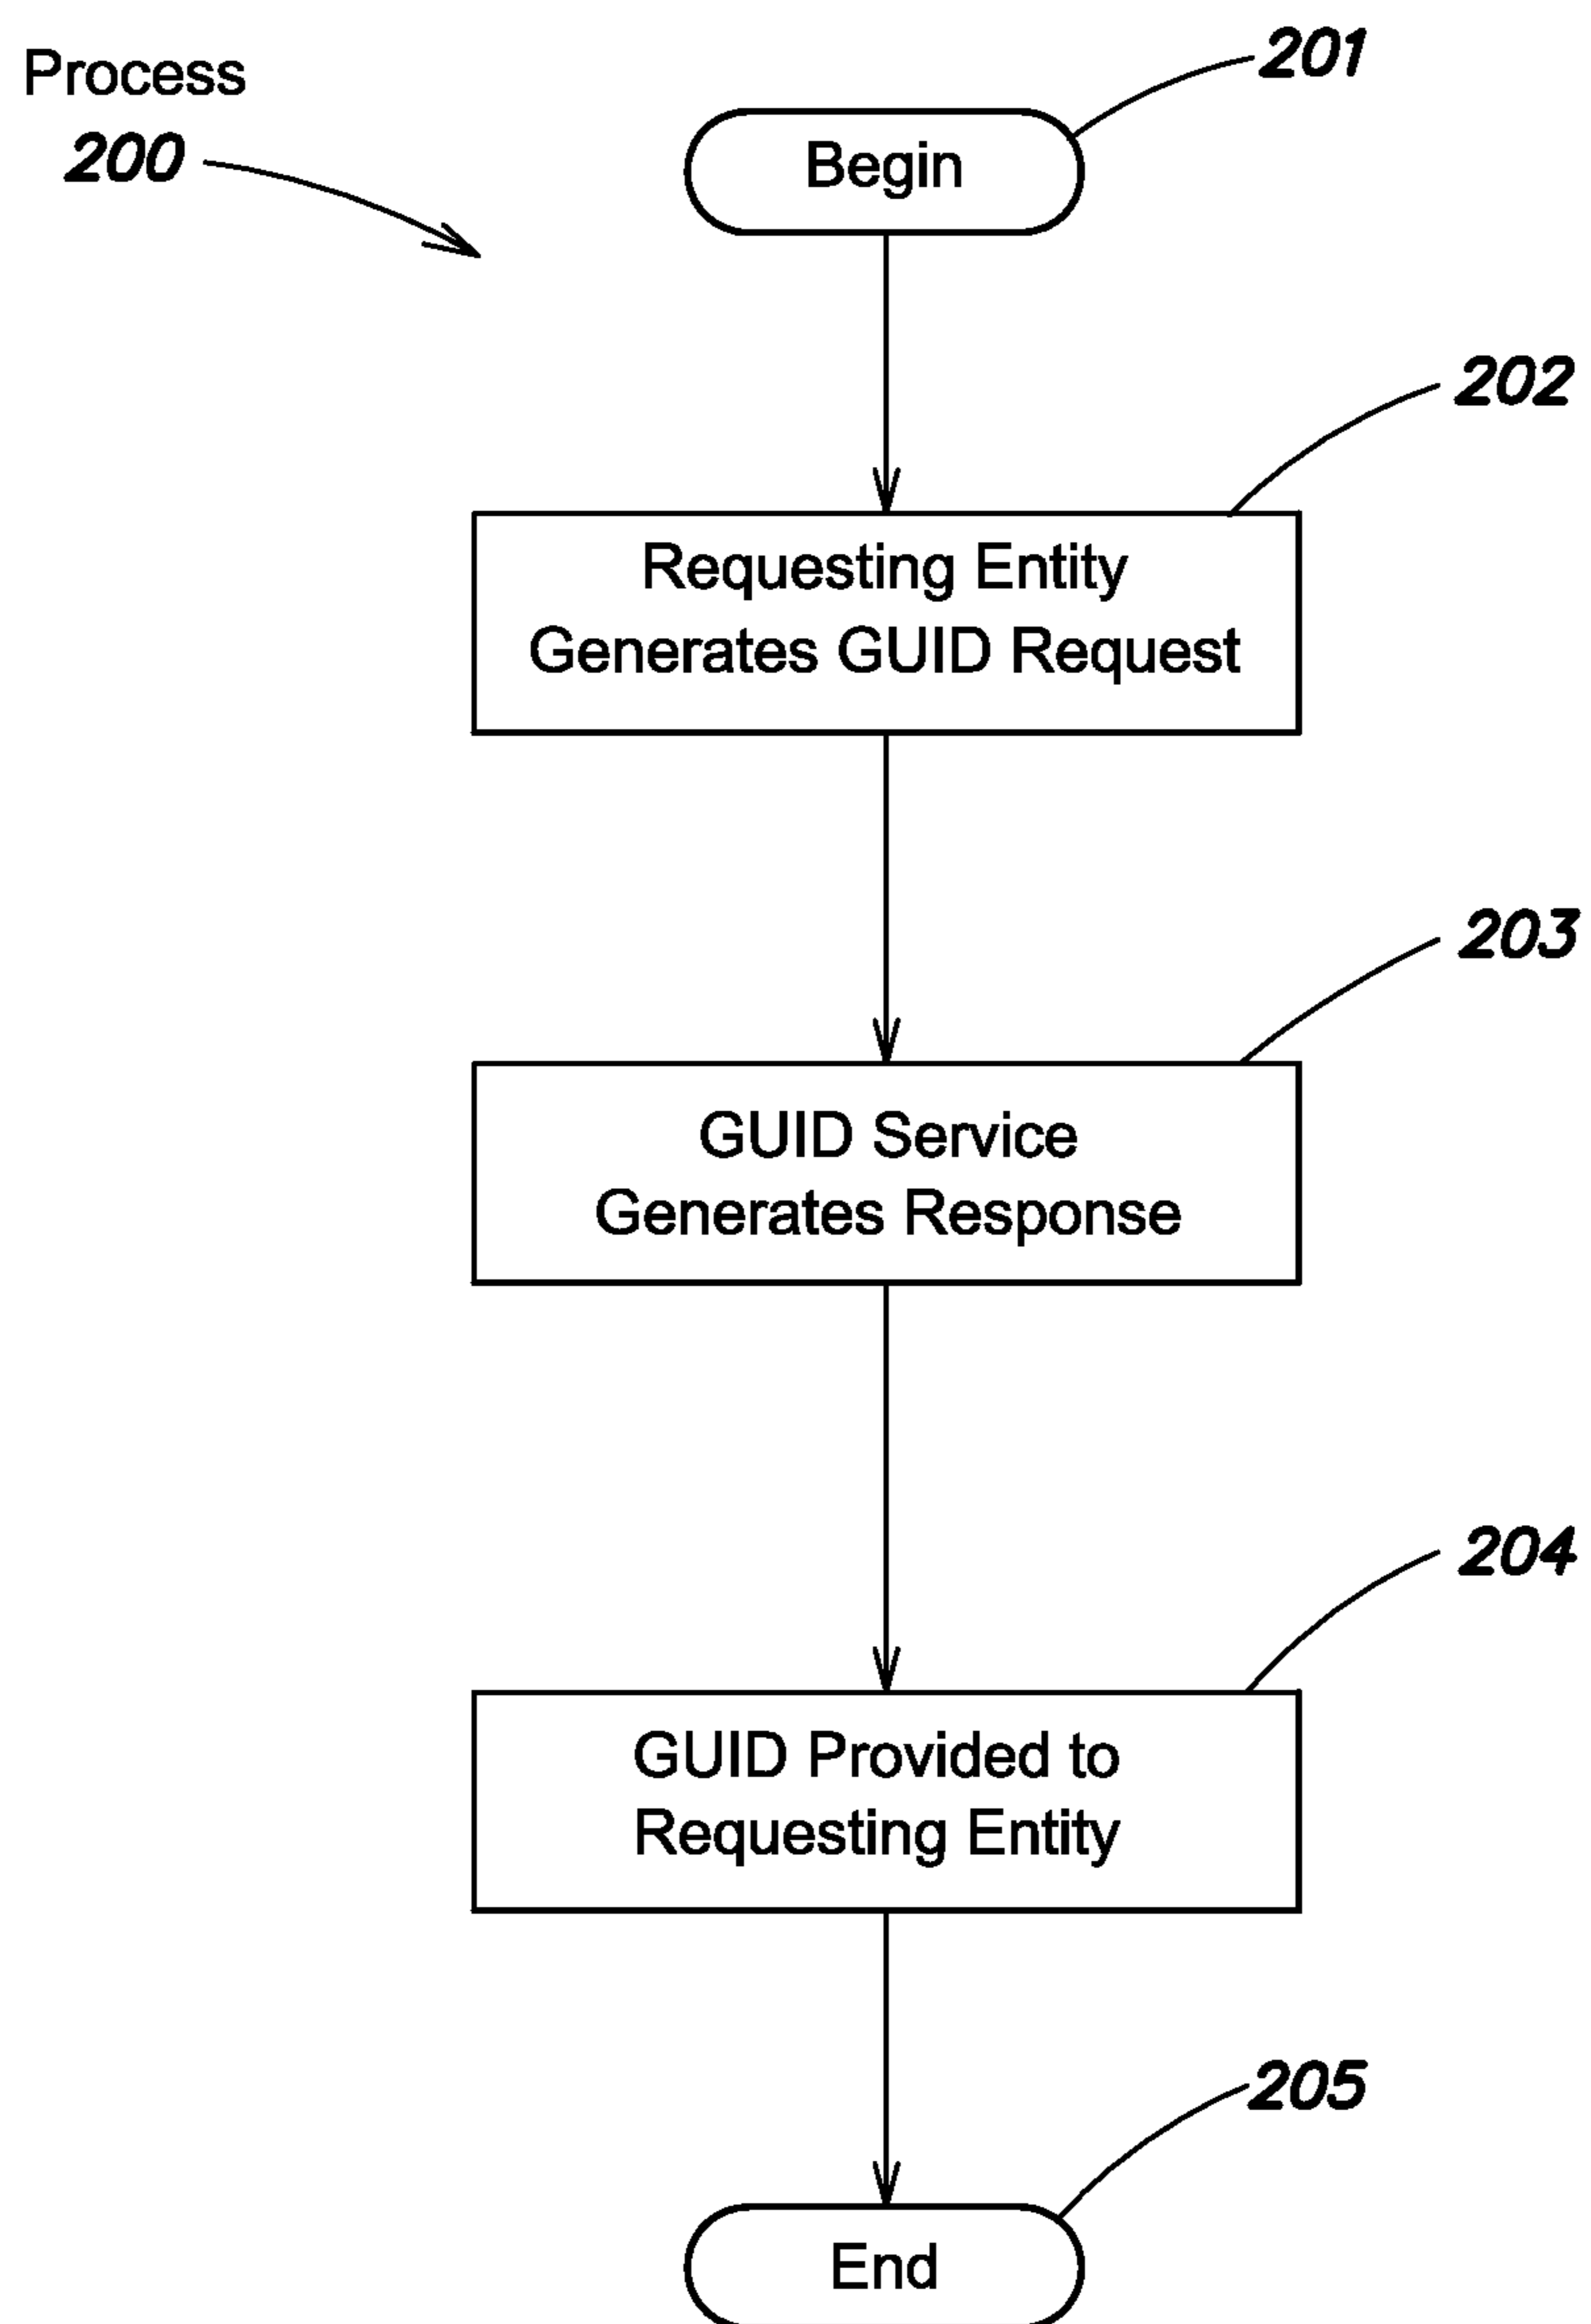 Process
200
201
Begin
202
Requesting Entity
Generates GUID Request
203
GUID Service
Generates Response
204
GUID Provided to
Requesting Entity
205
End